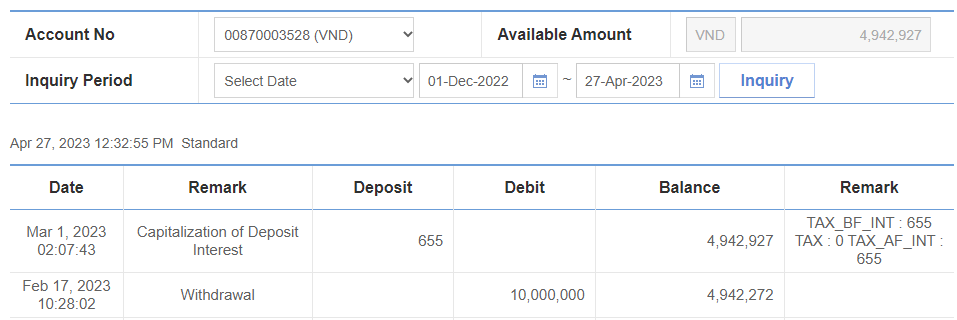 Account No 00870003528 (VND) Available Amount VND 4,942,927
Inquiry Period Select Date 01-Dec-2022 ~ 27-Apr-2023 Inquiry
Apr 27, 2023 12:32:55 PM Standard
Date Remark Deposit Debit Balance Remark
Mar 1, 2023
02:07:43
Capitalization of Deposit
Interest
655
4,942,927
TAX_BF_INT : 655
TAX : 0 TAX_AF_INT :
655
Feb 17, 2023
10:28:02
Withdrawal
10,000,000
4,942,272